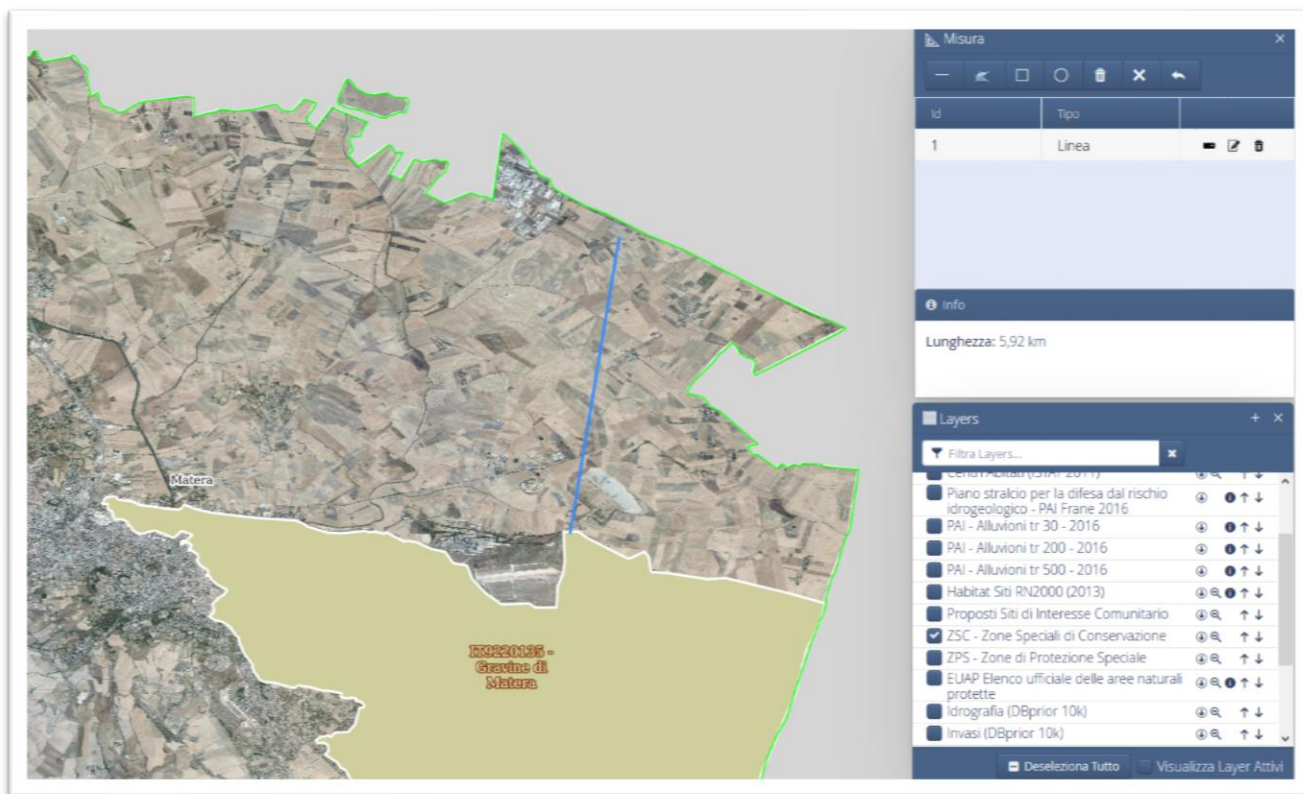 Misura
Id Tipo
1 Linea
Info
Lunghezza: 5,92 km
Layers
Filtra Layers...
Centri Abitati (ISTAT 2011)
Piano stralcio per la difesa dal rischio
idrogeologico - PAI Frane 2016
PAI - Alluvioni tr 30 - 2016
PAI - Alluvioni tr 200 - 2016
PAI - Alluvioni tr 500 - 2016
Habitat Siti RN2000 (2013)
Proposti Siti di Interesse Comunitario
ZSC - Zone Speciali di Conservazione
ZPS - Zone di Protezione Speciale
EUAP Elenco ufficiale delle aree naturali
protette
Idrografia (DBprior 10k)
Invasi (DBprior 10k)
Deseleziona Tutto Visualizza Layer Attivi
Matera
IT9220135 -
Gravine di
Matera